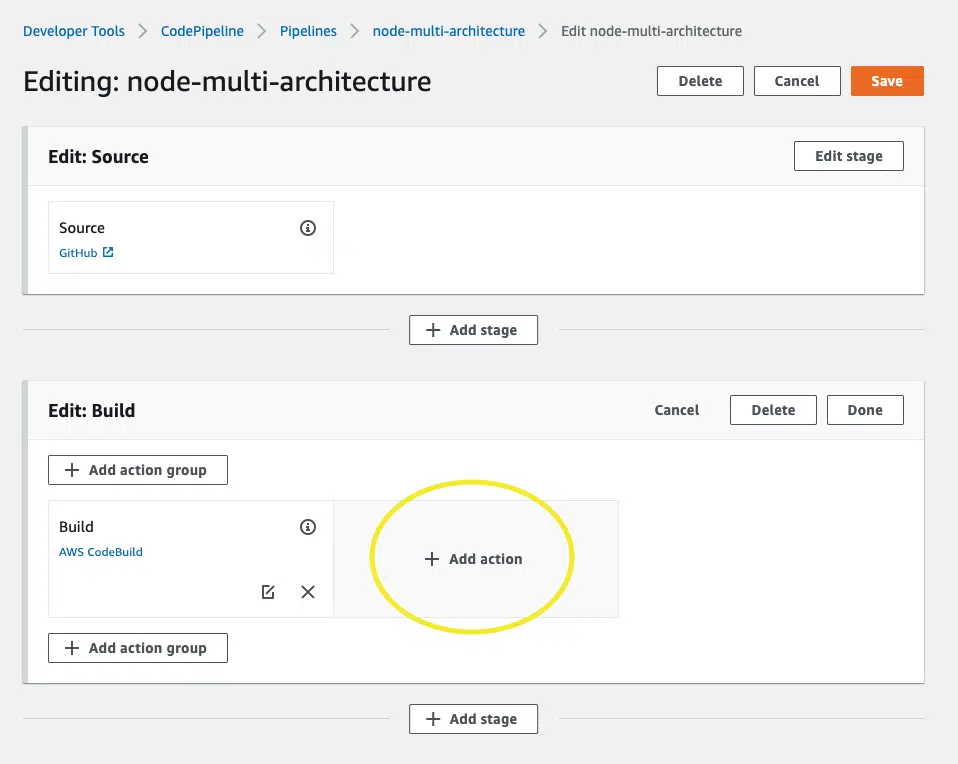 Developer Tools > CodePipeline > Pipelines > node-multi-architecture > Edit node-multi-architecture
Editing: node-multi-architecture
Delete Cancel Save
Edit: Source
Edit stage
Source
GitHub
+ Add stage
Edit: Build
Cancel Delete Done
+ Add action group
Build
AWS CodeBuild
+ Add action
+ Add action group
+ Add stage